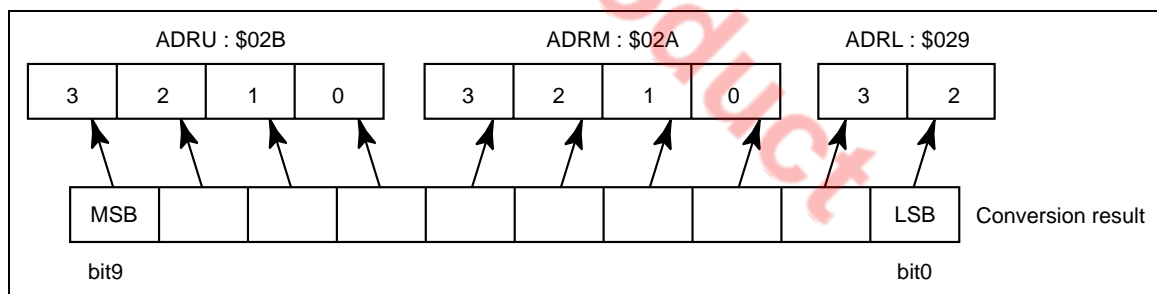 ADRU : $02B ADRM : $02A ADRL : $029
3 2 1 0 3 2 1 0 3 2
MSB LSB Conversion result
bit9 bit0
oduct